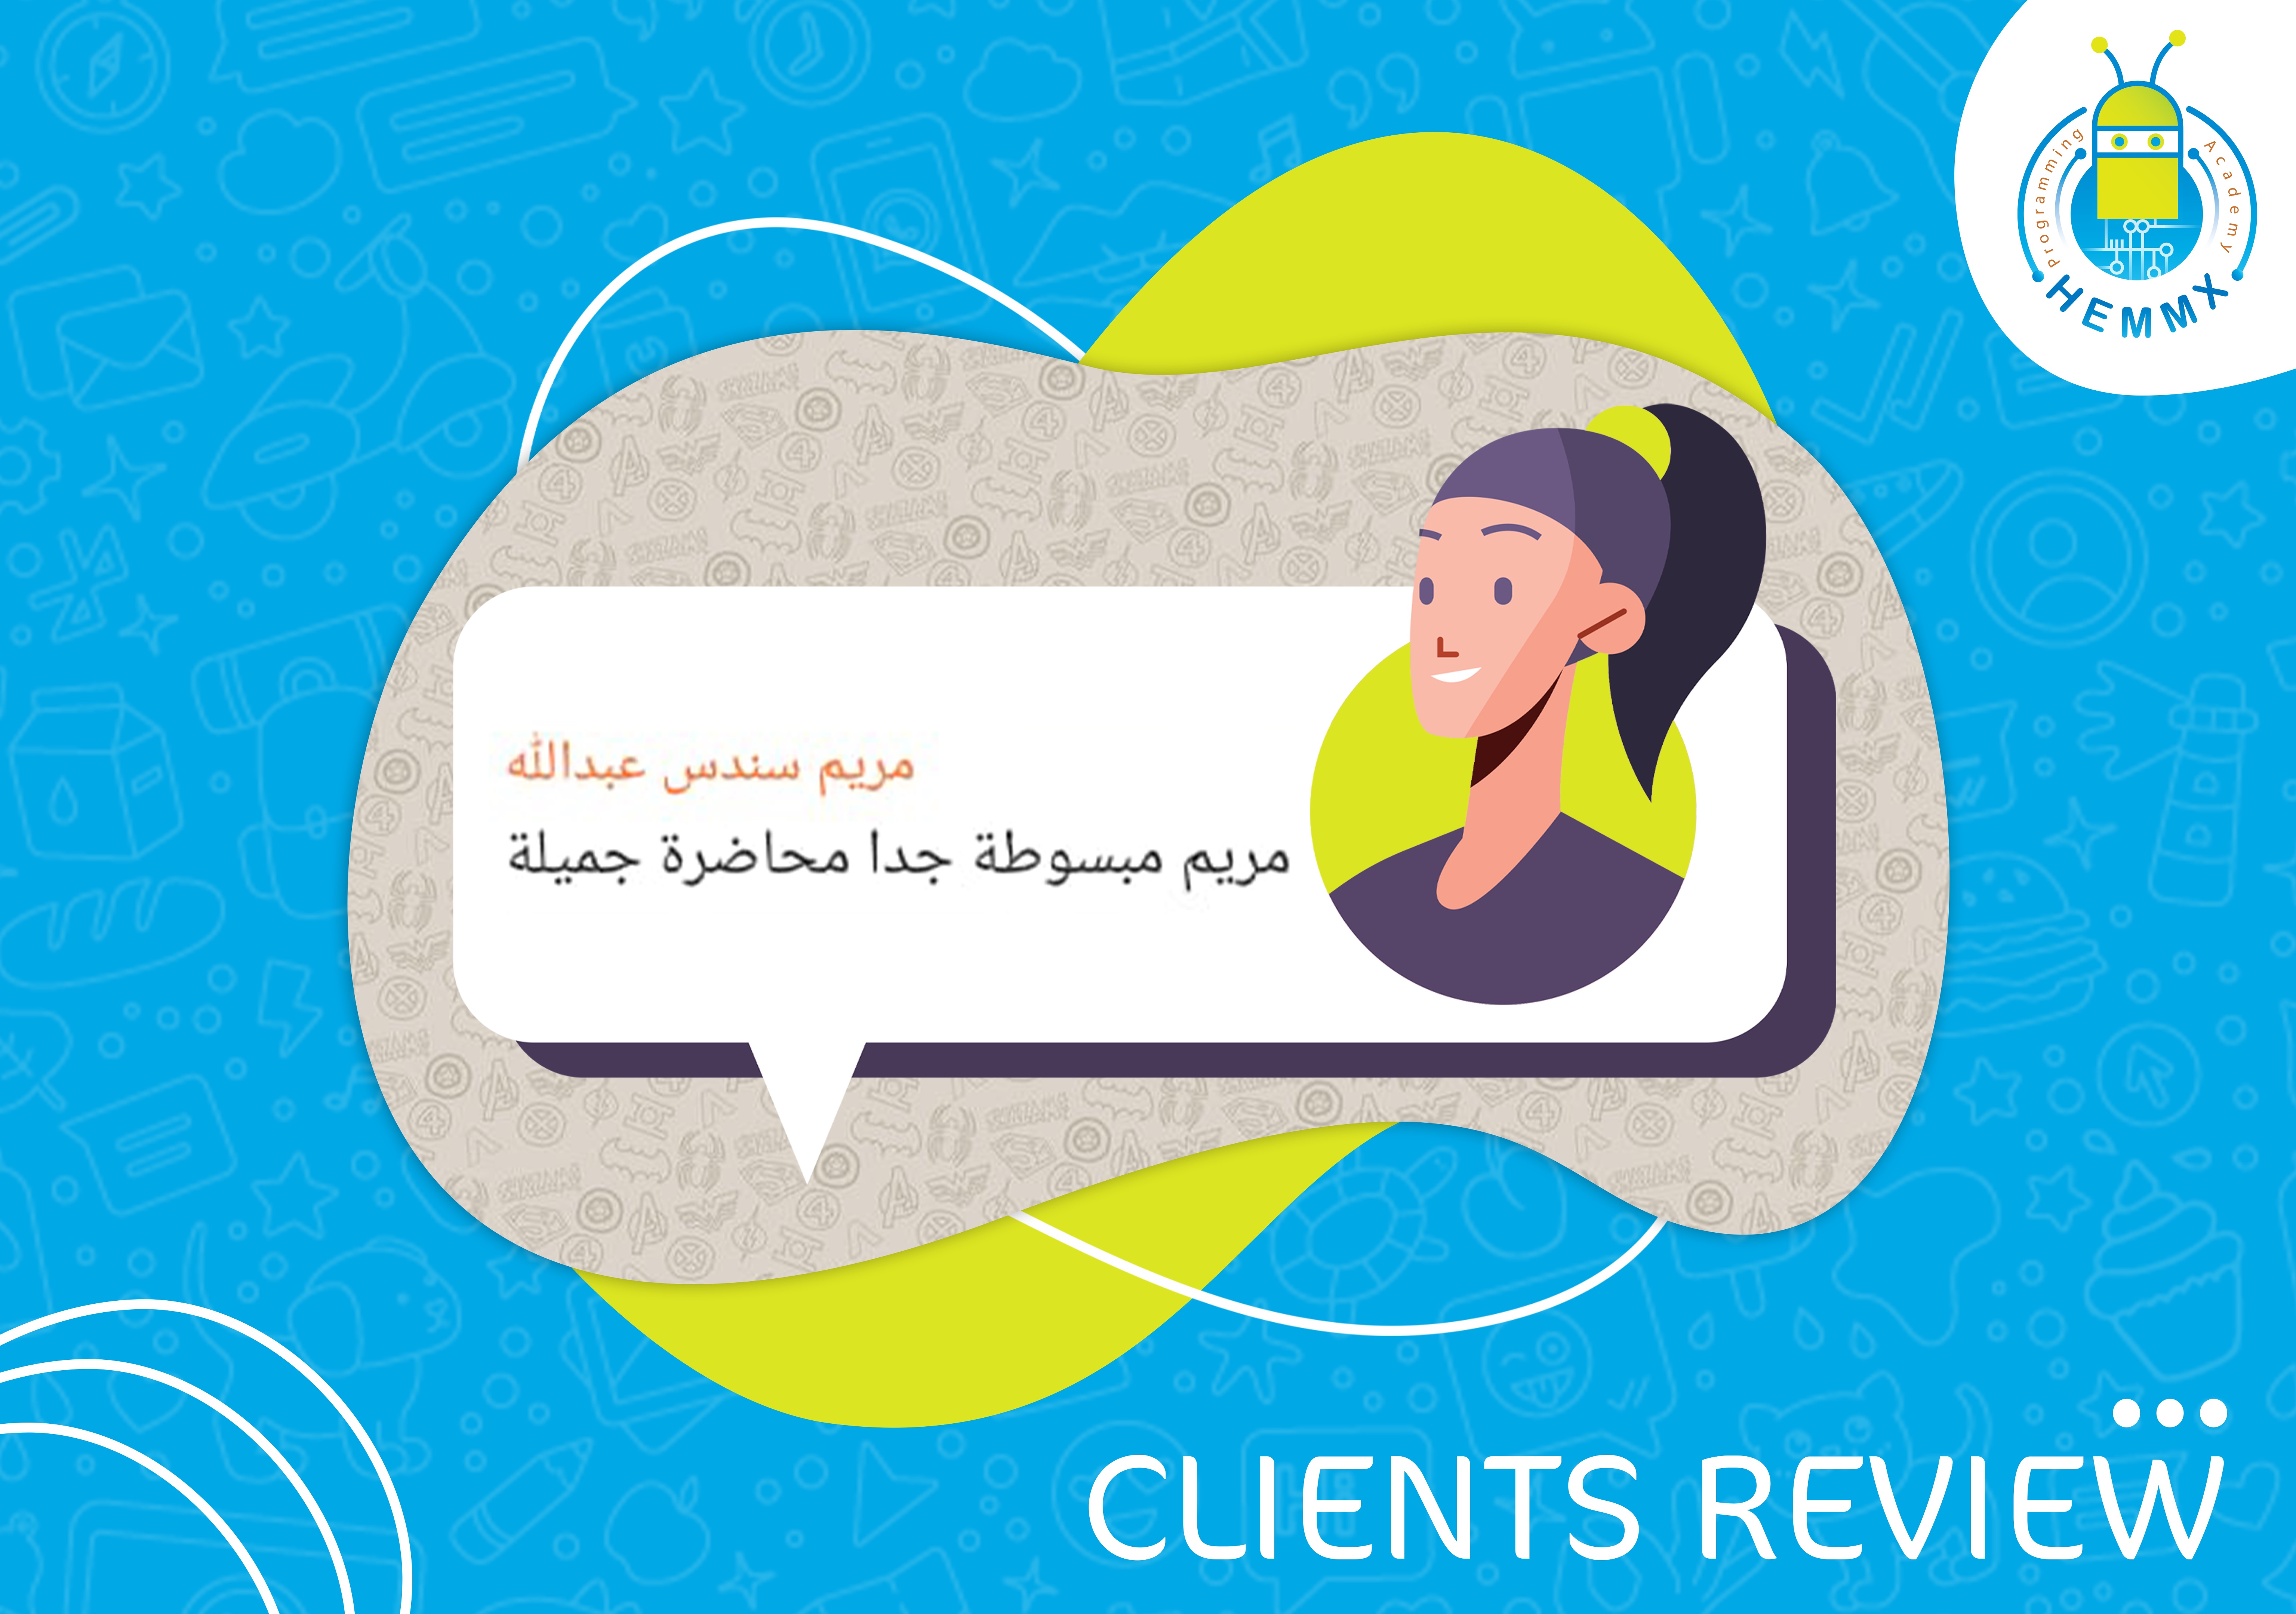 Programming Academy
HEMMX
مريم سندس عبدالله
مريم مبسوطة جدا محاضرة جميلة
CLIENTS REVIEW